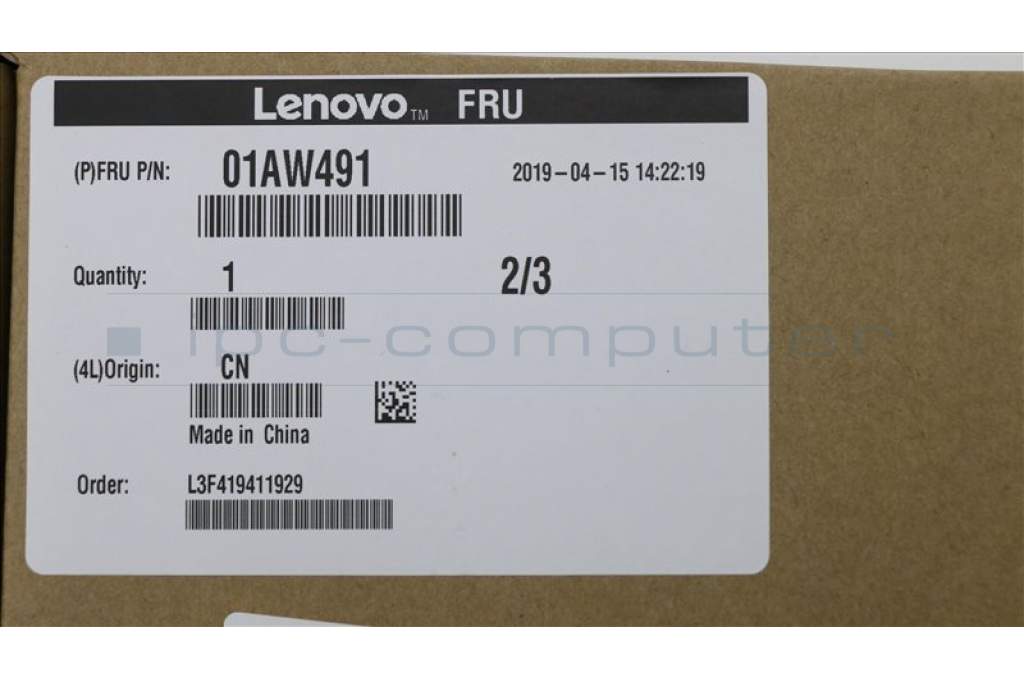 Lenovo™ FRU
(P)FRU P/N: 01AW491 2019-04-15 14:22:19
Quantity: 1 2/3
ipc-computer
(4L)Origin: CN
Made in China
Order: L3F419411929